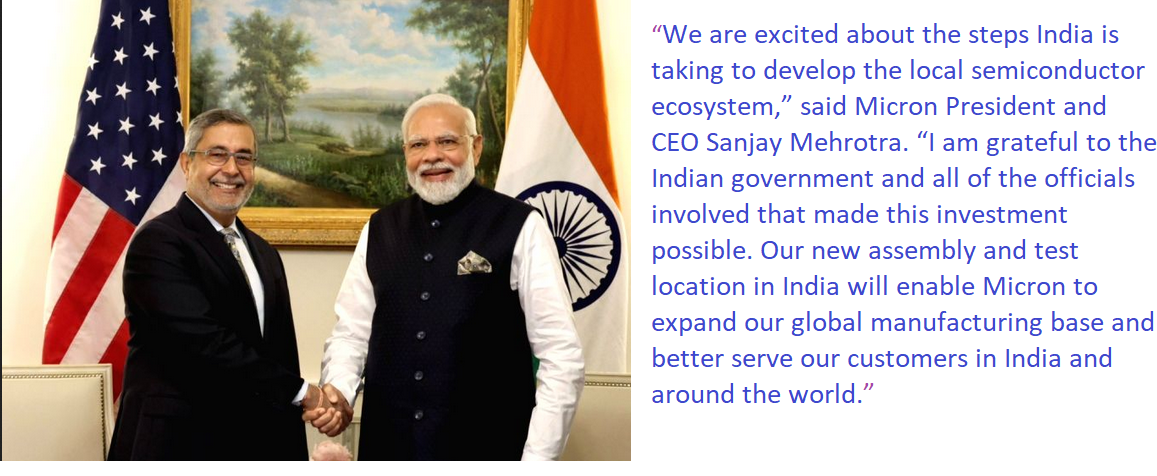 “We are excited about the steps India is
taking to develop the local semiconductor
ecosystem,” said Micron President and
CEO Sanjay Mehrotra. “I am grateful to the
Indian government and all of the officials
involved that made this investment
possible. Our new assembly and test
location in India will enable Micron to
expand our global manufacturing base and
better serve our customers in India and
around the world.”